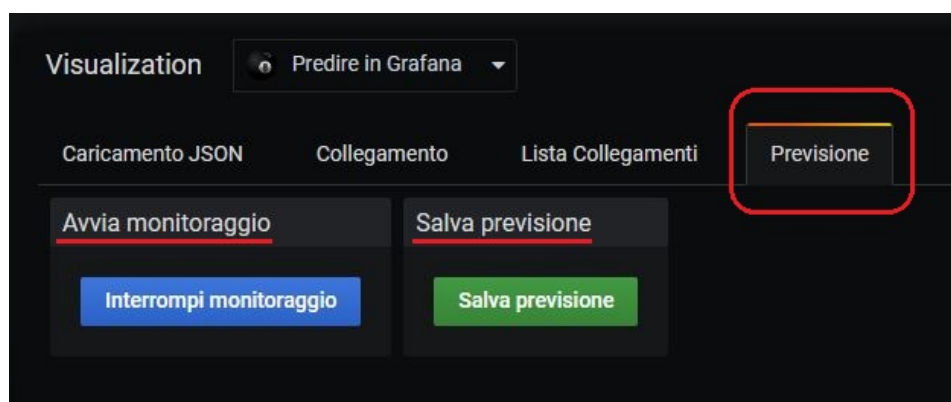 Visualization Predire in Grafana
Caricamento JSON Collegamento Lista Collegamenti Previsione
Avvia monitoraggio Salva previsione
Interrompi monitoraggio Salva previsione